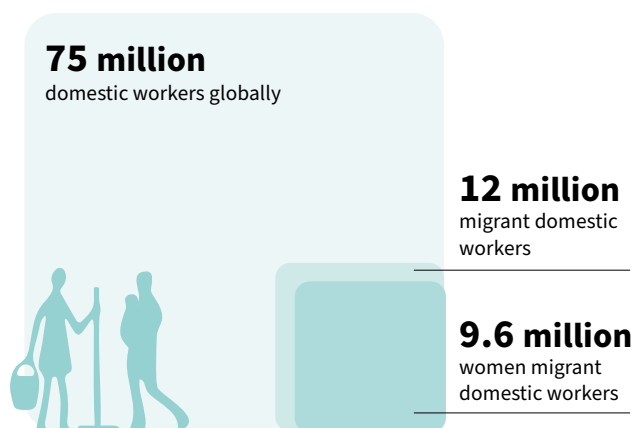 75 million
domestic workers globally
12 million
migrant domestic
workers
9.6 million
women migrant
domestic workers